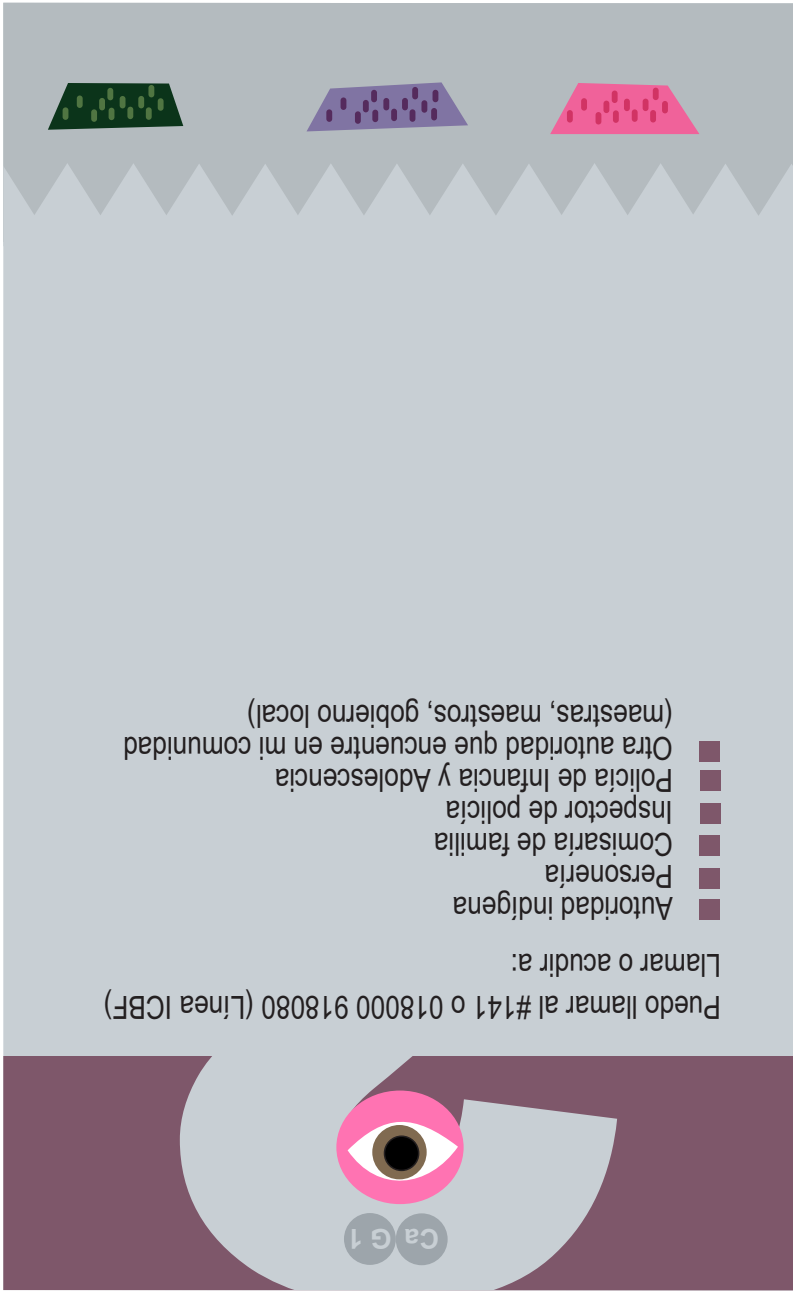 Ca G 1
Puedo llamar al #141 o 018000 918080 (Línea ICBF)
Llamar o acudir a:
Autoridad indígena
Personería
Comisaría de familia
Inspector de policía
Policía de Infancia y Adolescencia
Otra autoridad que encuentre en mi comunidad
(maestras, maestros, gobierno local)